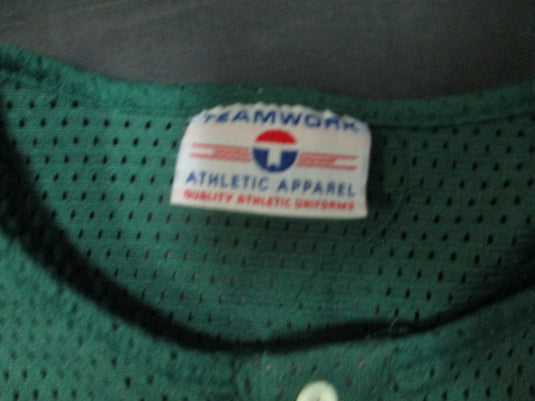 TEAMWORK
T
ATHLETIC APPAREL
QUALITY ATHLETIC UNIFORMS